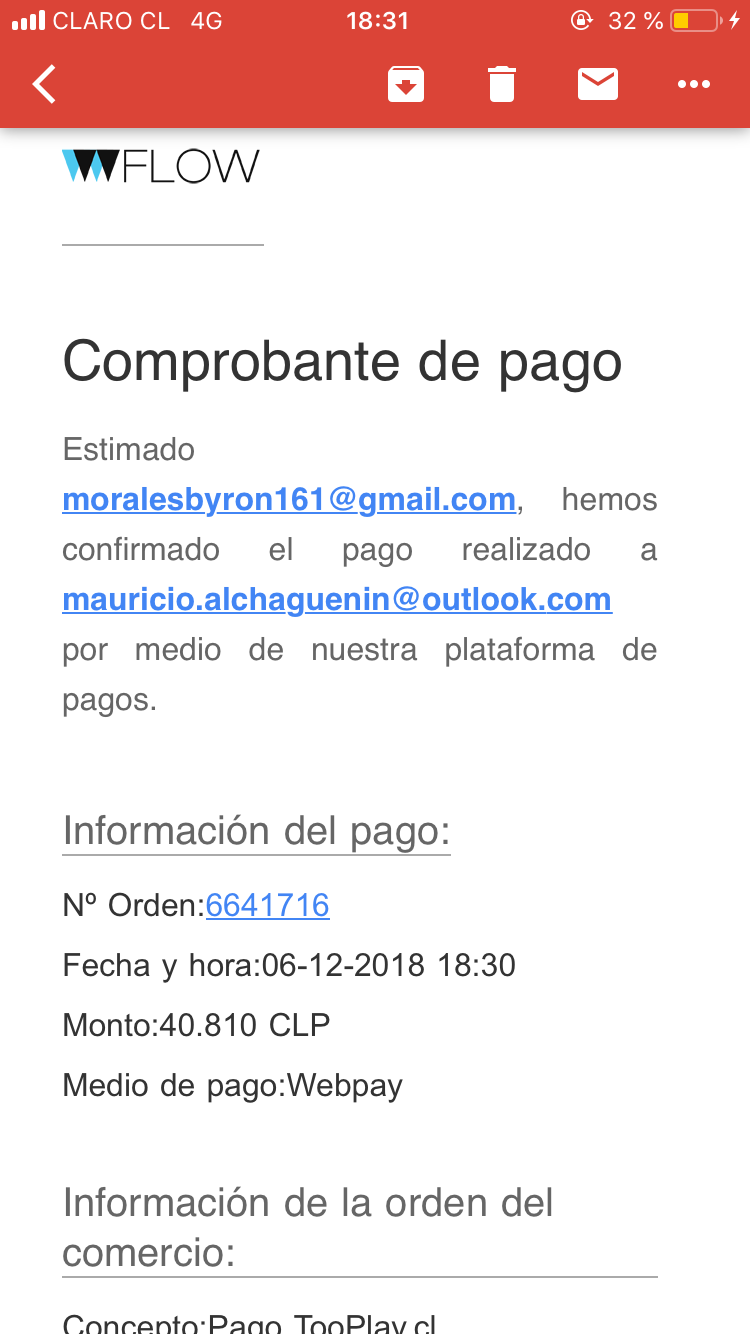 CLARO CL 4G 18:31 32 %
FLOW
Comprobante de pago
Estimado
moralesbyron161@gmail.com, hemos
confirmado el pago realizado a
mauricio.alchaguenin@outlook.com
por medio de nuestra plataforma de
pagos.
Información del pago:
Nº Orden:6641716
Fecha y hora:06-12-2018 18:30
Monto:40.810 CLP
Medio de pago:Webpay
Información de la orden del
comercio:
Concepto:Pago TooPlay.cl